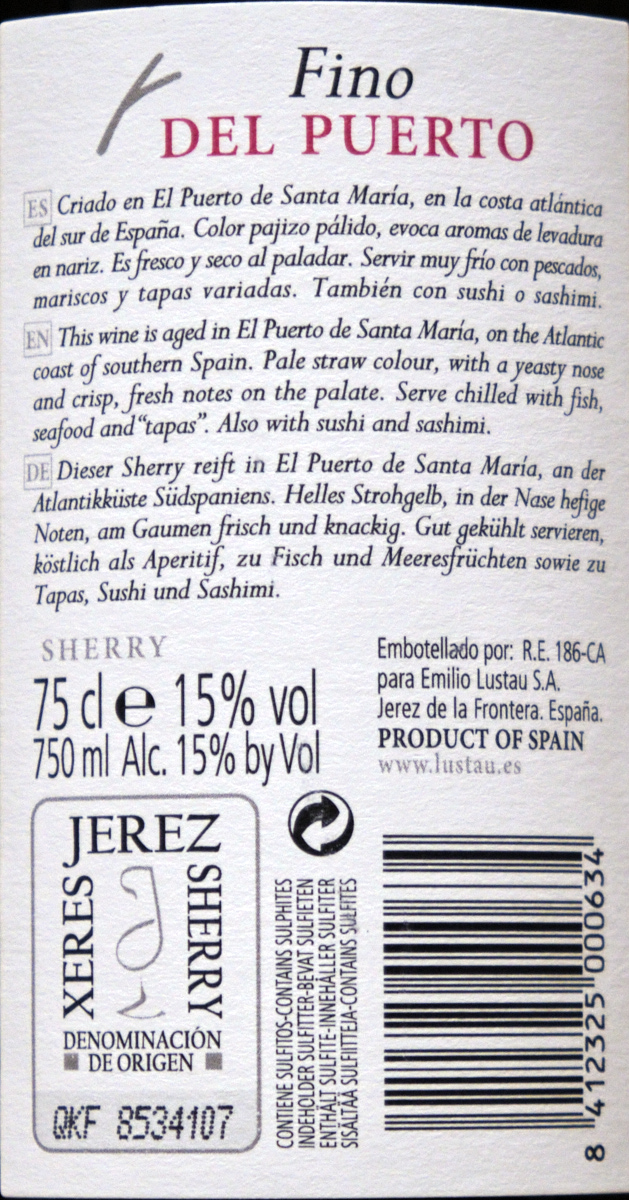 Fino
DEL PUERTO
ES Criado en El Puerto de Santa María, en la costa atlántica
del sur de España. Color pajizo pálido, evoca aromas de levadura
en nariz. Es fresco y seco al paladar. Servir muy frío con pescados,
mariscos y tapas variadas. También con sushi o sashimi.
EN This wine is aged in El Puerto de Santa María, on the Atlantic
coast of southern Spain. Pale straw colour, with a yeasty nose
and crisp, fresh notes on the palate. Serve chilled with fish,
seafood and "tapas". Also with sushi and sashimi.
DE Dieser Sherry reift in El Puerto de Santa María, an der
Atlantikküste Südspaniens. Helles Strohgelb, in der Nase hefige
Noten, am Gaumen frisch und knackig. Gut gekühlt servieren,
köstlich als Aperitif, zu Fisch und Meeresfrüchten sowie zu
Tapas, Sushi und Sashimi.
SHERRY
75 cl e 15% vol
750 ml Alc. 15% by Vol
Embotellado por: R.E. 186-CA
para Emilio Lustau S.A.
Jerez de la Frontera. España.
PRODUCT OF SPAIN
www.lustau.es
JEREZ
XERES
SHERRY
DENOMINACIÓN
DE ORIGEN
QKF 8534107
CONTIENE SULFITOS-CONTAINS SULPHITES
INDEHOLDER SULFITTER-BEVAT SULFIETEN
ENTHÄLT SULFITE-INNEHALLER SULFITER
SISÄLTÄÄ SULFIITTEJA-CONTAINS SULFITES
8 412325 000634